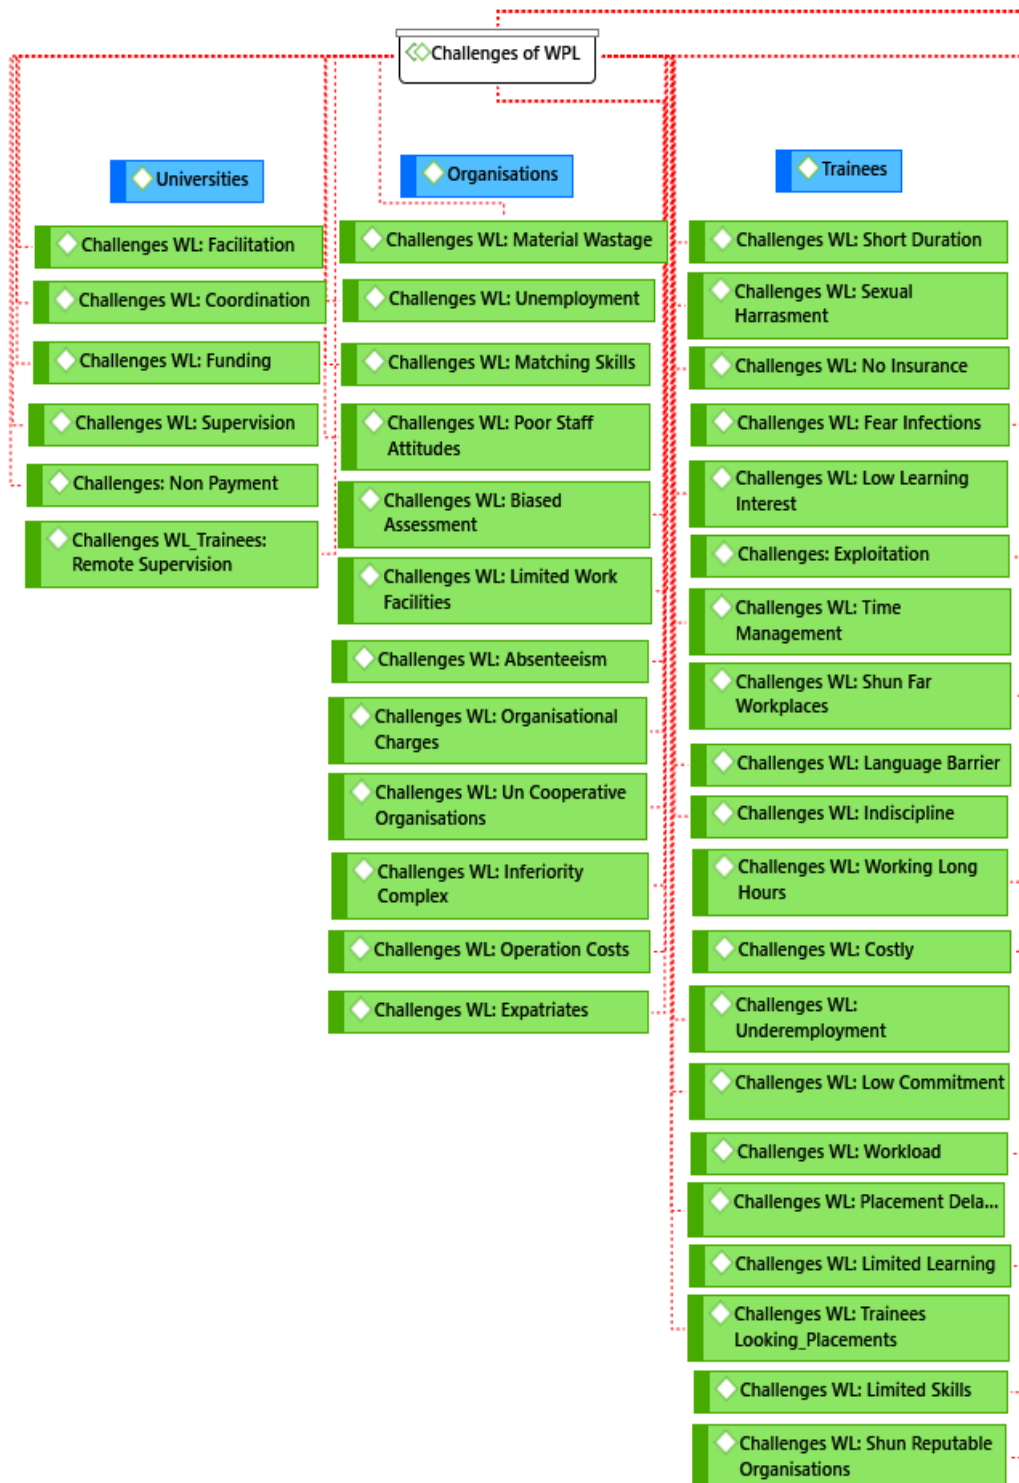 Challenges of WPL
Universities
Challenges WL: Facilitation
Challenges WL: Coordination
Challenges WL: Funding
Challenges WL: Supervision
Challenges: Non Payment
Challenges WL_Trainees:
Remote Supervision
Organisations
Challenges WL: Material Wastage
Challenges WL: Unemployment
Challenges WL: Matching Skills
Challenges WL: Poor Staff
Attitudes
Challenges WL: Biased
Assessment
Challenges WL: Limited Work
Facilities
Challenges WL: Absenteeism
Challenges WL: Organisational
Charges
Challenges WL: Un Cooperative
Organisations
Challenges WL: Inferiority
Complex
Challenges WL: Operation Costs
Challenges WL: Expatriates
Trainees
Challenges WL: Short Duration
Challenges WL: Sexual
Harrasment
Challenges WL: No Insurance
Challenges WL: Fear Infections
Challenges WL: Low Learning
Interest
Challenges: Exploitation
Challenges WL: Time
Management
Challenges WL: Shun Far
Workplaces
Challenges WL: Language Barrier
Challenges WL: Indiscipline
Challenges WL: Working Long
Hours
Challenges WL: Costly
Challenges WL:
Underemployment
Challenges WL: Low Commitment
Challenges WL: Workload
Challenges WL: Placement Dela...
Challenges WL: Limited Learning
Challenges WL: Trainees
Looking_Placements
Challenges WL: Limited Skills
Challenges WL: Shun Reputable
Organisations